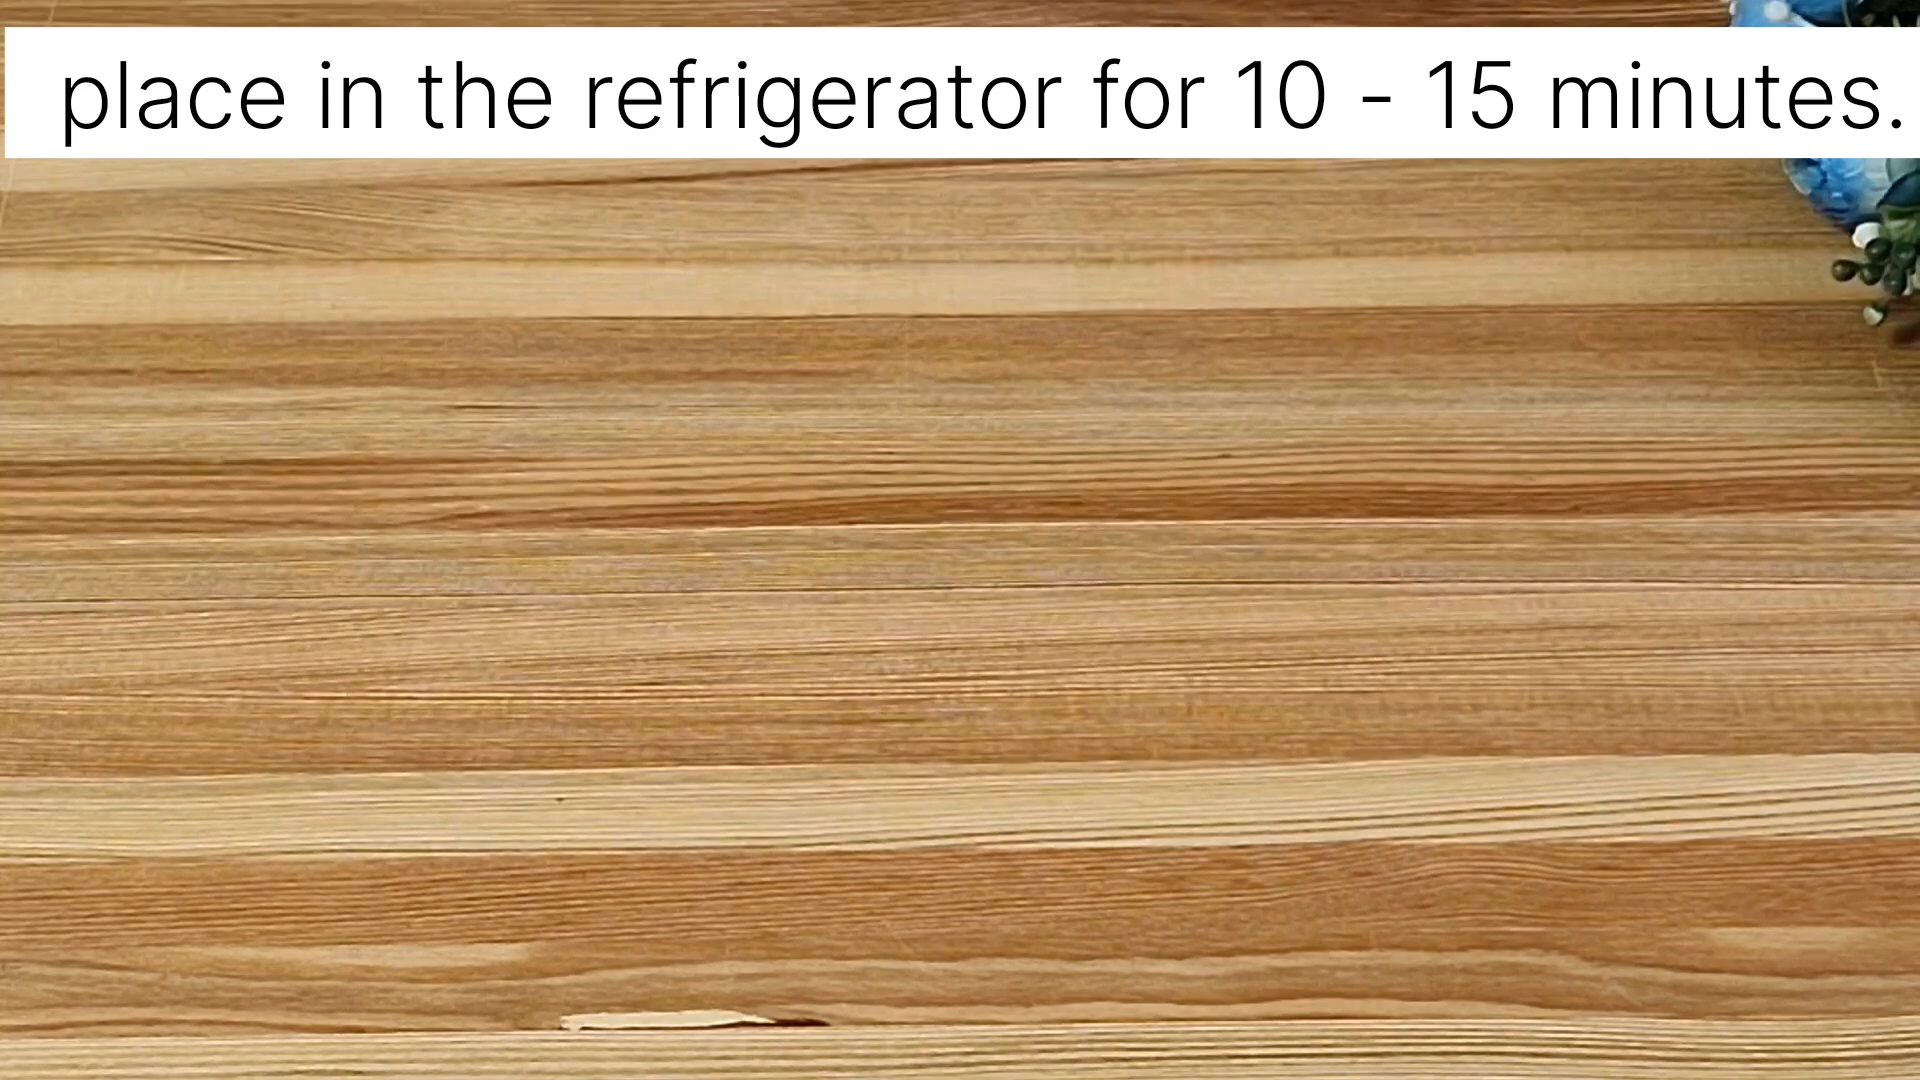 place in the refrigerator for 10 - 15 minutes.